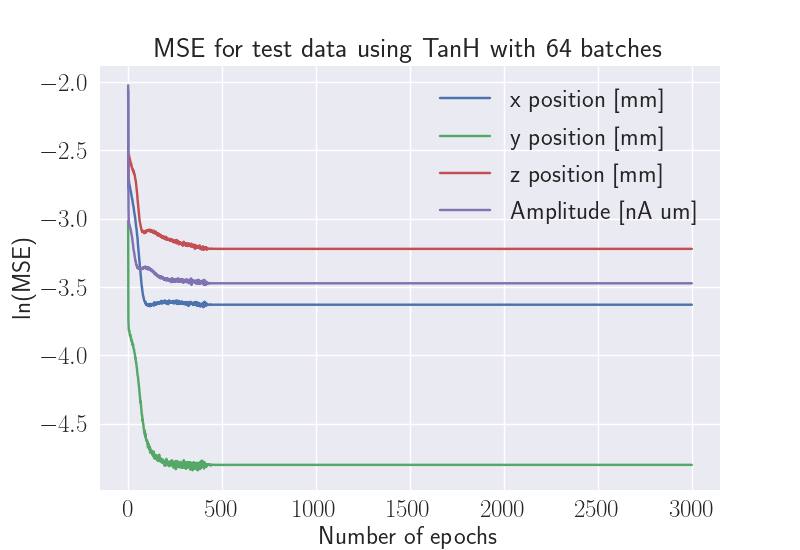 MSE for test data using TanH with 64 batches
x position [mm]
y position [mm]
z position [mm]
Amplitude [nA um]
ln(MSE)
−2.0
−2.5
−3.0
−3.5
−4.0
−4.5
0 500 1000 1500 2000 2500 3000
Number of epochs